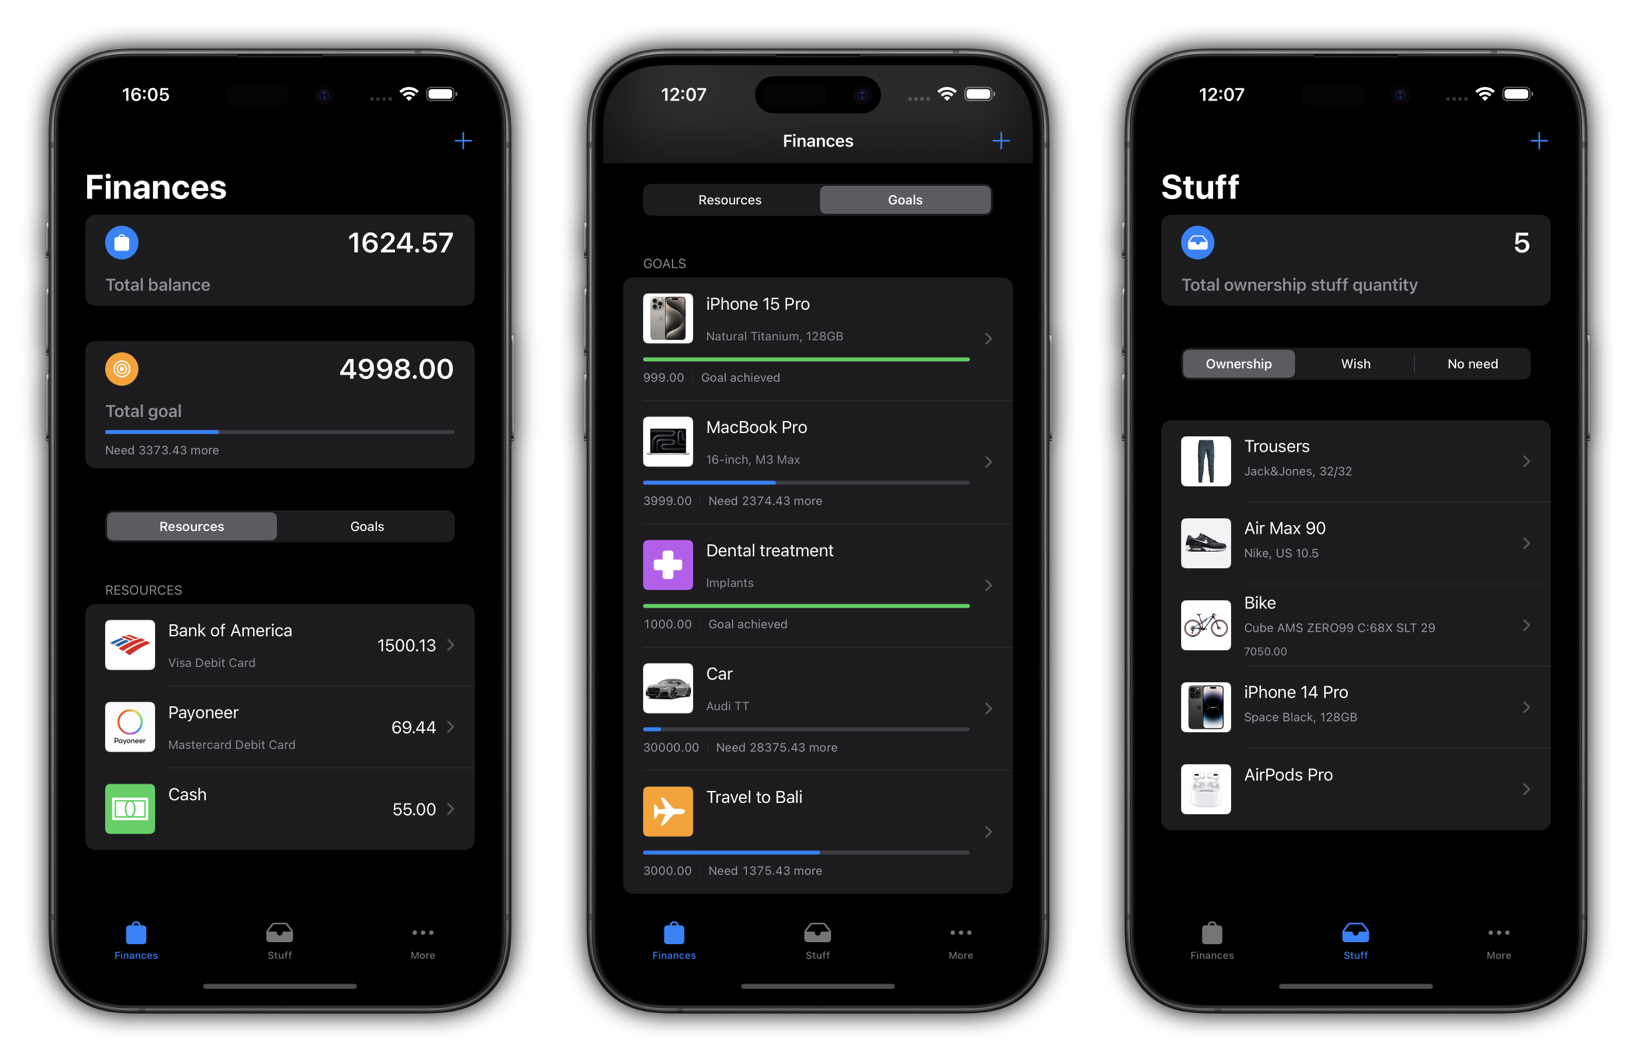 16:05
Finances
1624.57
Total balance
4998.00
Total goal
Need 3373.43 more
Resources
Goals
RESOURCES
Bank of America
Visa Debit Card
1500.13
Payoneer
Payoneer
Mastercard Debit Card
69.44
Cash
55.00
Finances
Stuff
More
12:07
Finances
Resources
Goals
GOALS
iPhone 15 Pro
Natural Titanium, 128GB
999.00 Goal achieved
MacBook Pro
16-inch, M3 Max
3999.00 Need 2374.43 more
Dental treatment
Implants
1000.00 Goal achieved
Car
Audi TT
30000.00 Need 28375.43 more
Travel to Bali
3000.00 Need 1375.43 more
Finances
Stuff
More
12:07
Stuff
5
Total ownership stuff quantity
Ownership
Wish
No need
Trousers
Jack&Jones, 32/32
Air Max 90
Nike, US 10.5
Bike
Cube AMS ZERO99 C:68X SLT 29
7050.00
iPhone 14 Pro
Space Black, 128GB
AirPods Pro
Finances
Stuff
More